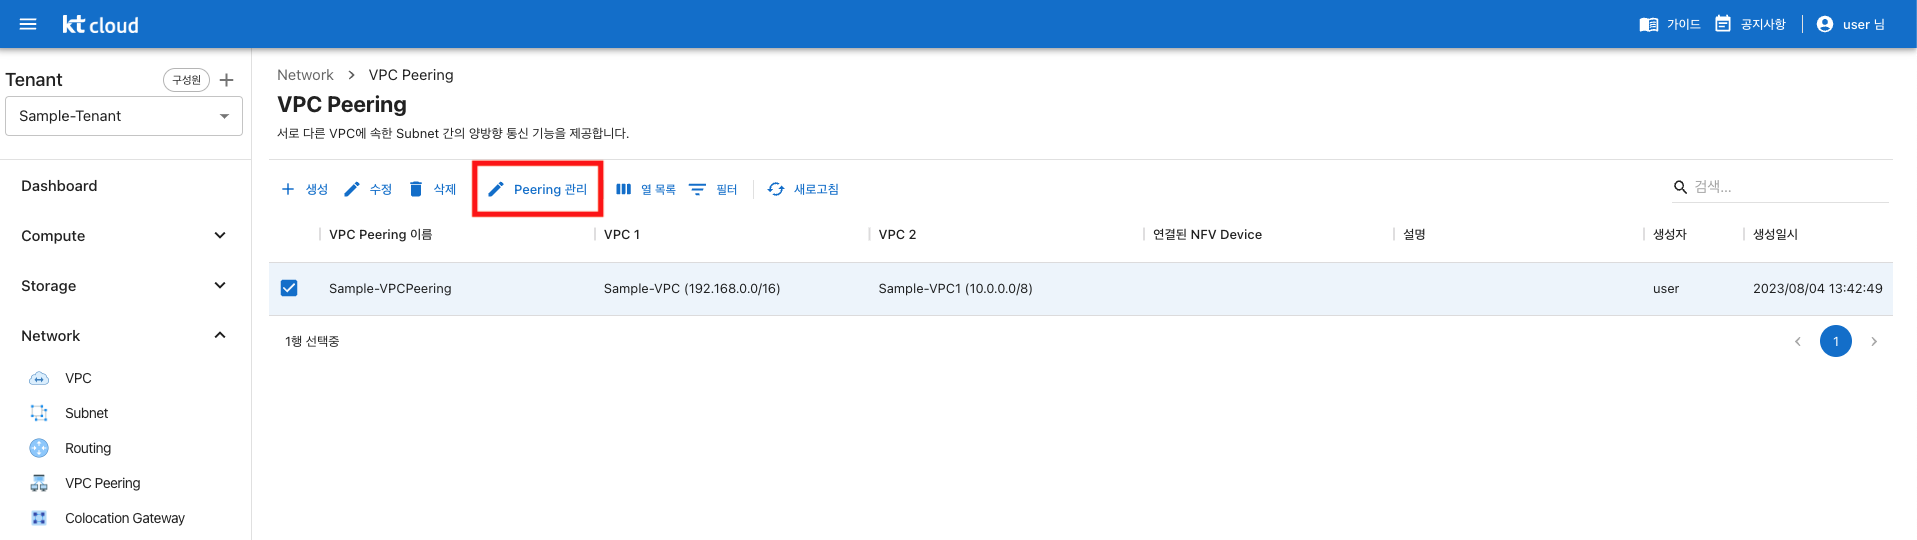 kt cloud
가이드
공지사항
user 님
Tenant
구성원
Sample-Tenant
Dashboard
Compute
Storage
Network
VPC
Subnet
Routing
VPC Peering
Colocation Gateway
Network > VPC Peering
VPC Peering
서로 다른 VPC에 속한 Subnet 간의 양방향 통신 기능을 제공합니다.
생성 수정 삭제 Peering 관리 열 목록 필터 새로고침
검색...
VPC Peering 이름 VPC 1 VPC 2 연결된 NFV Device 설명 생성자 생성일시
Sample-VPCPeering Sample-VPC (192.168.0.0/16) Sample-VPC1 (10.0.0.0/8) user 2023/08/04 13:42:49
1행 선택중
1